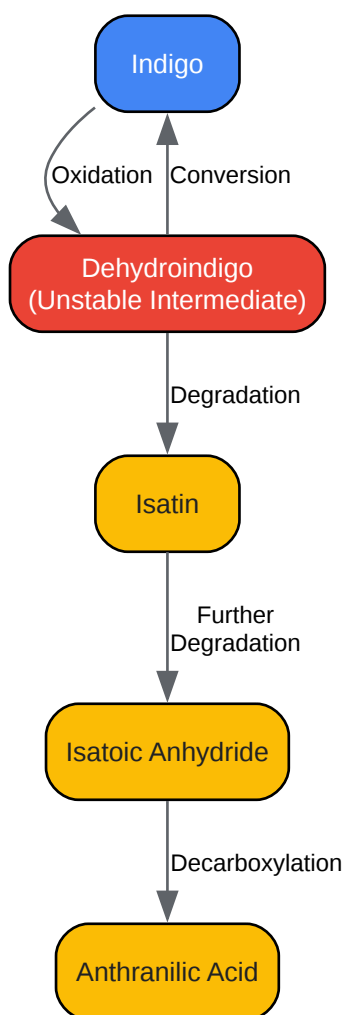 Indigo
Oxidation
Conversion
Dehydroindigo
(Unstable Intermediate)
Degradation
Isatin
Further
Degradation
Isatoic Anhydride
Decarboxylation
Anthranilic Acid